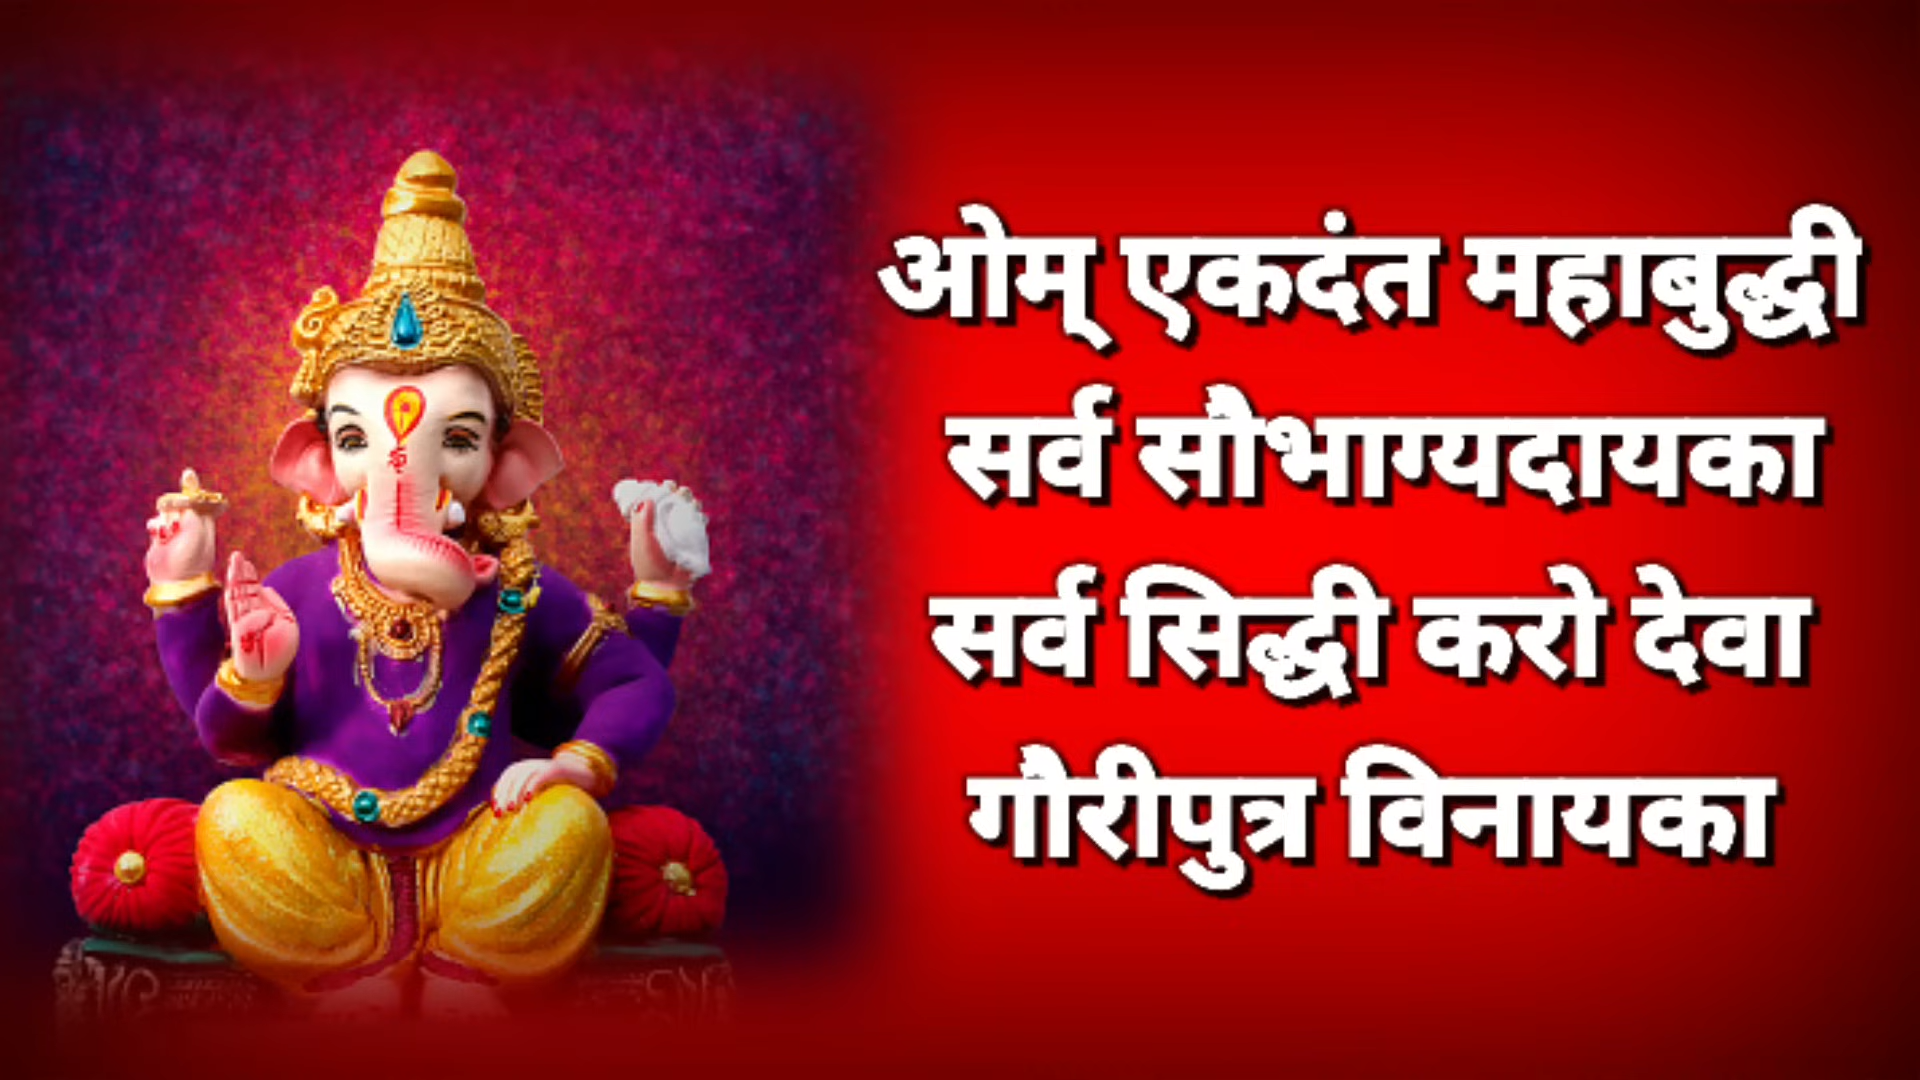 ओम् एकदंत महाबुद्धी
सर्व सौभाग्यदायका
सर्व सिद्धी करो देवा
गौरीपुत्र विनायका